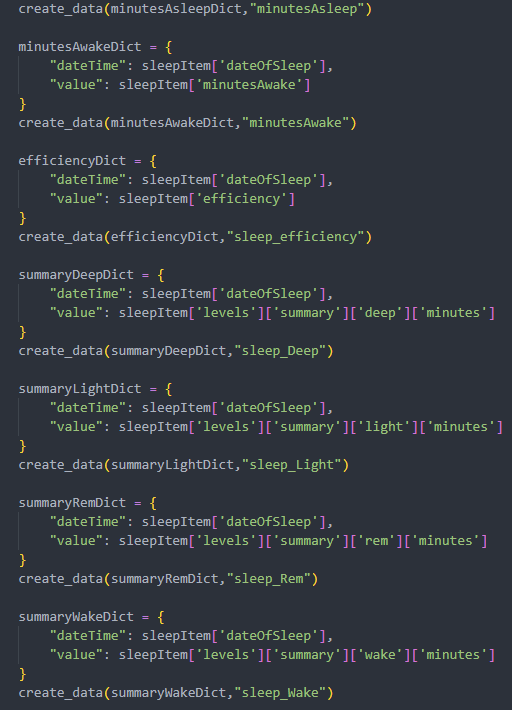 create_data(minutesAsleepDict,"minutesAsleep")
minutesAwakeDict = {
"dateTime": sleepItem['dateOfSleep'],
"value": sleepItem['minutesAwake']
}
create_data(minutesAwakeDict,"minutesAwake")
efficiencyDict = {
"dateTime": sleepItem['dateOfSleep'],
"value": sleepItem['efficiency']
}
create_data(efficiencyDict,"sleep_efficiency")
summaryDeepDict = {
"dateTime": sleepItem['dateOfSleep'],
"value": sleepItem['levels']['summary']['deep']['minutes']
}
create_data(summaryDeepDict,"sleep_Deep")
summaryLightDict = {
"dateTime": sleepItem['dateOfSleep'],
"value": sleepItem['levels']['summary']['light']['minutes']
}
create_data(summaryLightDict,"sleep_Light")
summaryRemDict = {
"dateTime": sleepItem['dateOfSleep'],
"value": sleepItem['levels']['summary']['rem']['minutes']
}
create_data(summaryRemDict,"sleep_Rem")
summaryWakeDict = {
"dateTime": sleepItem['dateOfSleep'],
"value": sleepItem['levels']['summary']['wake']['minutes']
}
create_data(summaryWakeDict,"sleep_Wake")